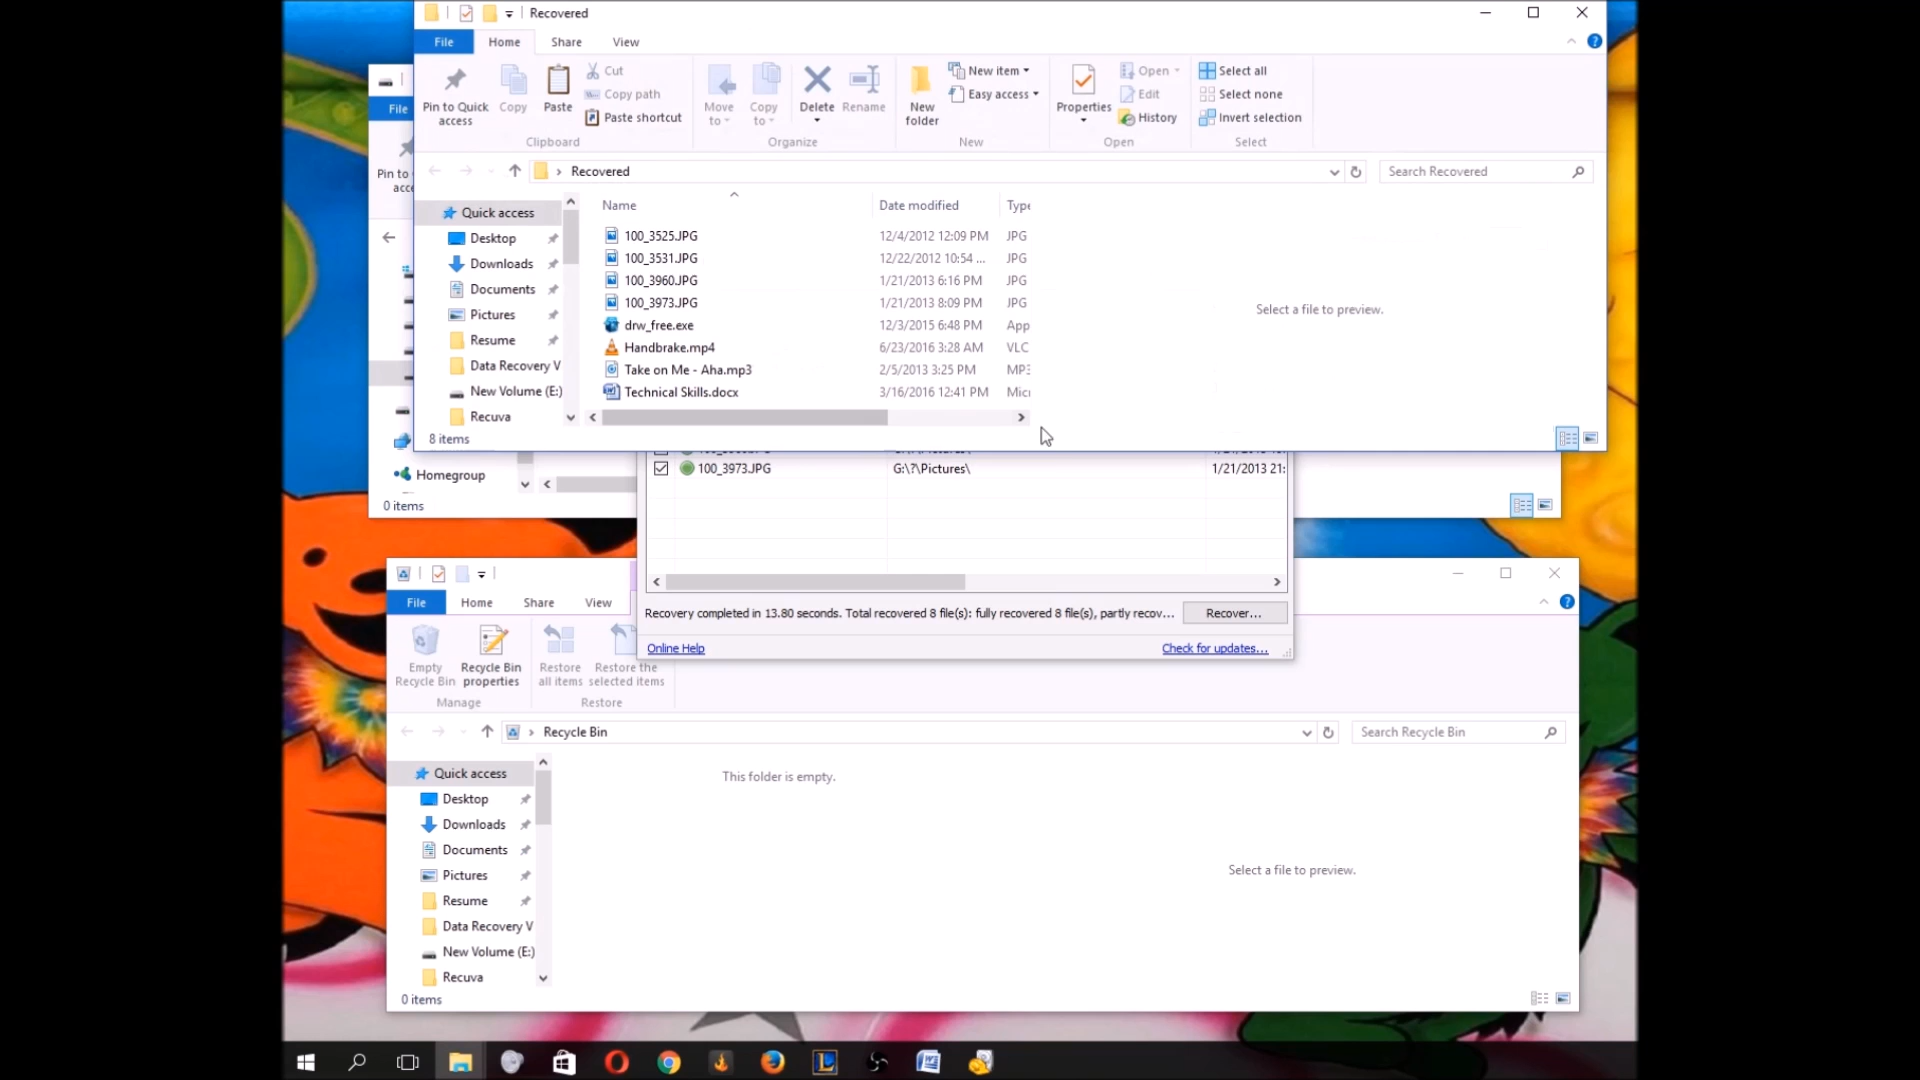 Recovered
File Home Share View
Pin to Quick access
Copy
Paste
Cut
Copy path
Paste shortcut
Clipboard
Move to
Copy to
Delete
Rename
Organize
New folder
New item
Easy access
New
Properties
Open
Edit
History
Open
Select all
Select none
Invert selection
Select
Recovered
Search Recovered
Quick access
Desktop
Downloads
Documents
Pictures
Resume
Data Recovery V
New Volume (E:)
Recuva
Name Date modified Type
100_3525.JPG 12/4/2012 12:09 PM JPG
100_3531.JPG 12/22/2012 10:54 ... JPG
100_3960.JPG 1/21/2013 6:16 PM JPG
100_3973.JPG 1/21/2013 8:09 PM JPG
drw_free.exe 12/3/2015 6:48 PM App
Handbrake.mp4 6/23/2016 3:28 AM VLC
Take on Me - Aha.mp3 2/5/2013 3:25 PM MP3
Technical Skills.docx 3/16/2016 12:41 PM Micr
Select a file to preview.
8 items
File
Pin to
acce
Homegroup
0 items
100_3973.JPG G:\?\Pictures\ 1/21/2013 21:
Recovery completed in 13.80 seconds. Total recovered 8 file(s): fully recovered 8 file(s), partly recov...
Recover...
Online Help
Check for updates...
File Home Share View
Empty Recycle Bin
Recycle Bin properties
Manage
Restore all items
Restore the selected items
Restore
Recycle Bin
Search Recycle Bin
Quick access
Desktop
Downloads
Documents
Pictures
Resume
Data Recovery V
New Volume (E:)
Recuva
This folder is empty.
Select a file to preview.
0 items